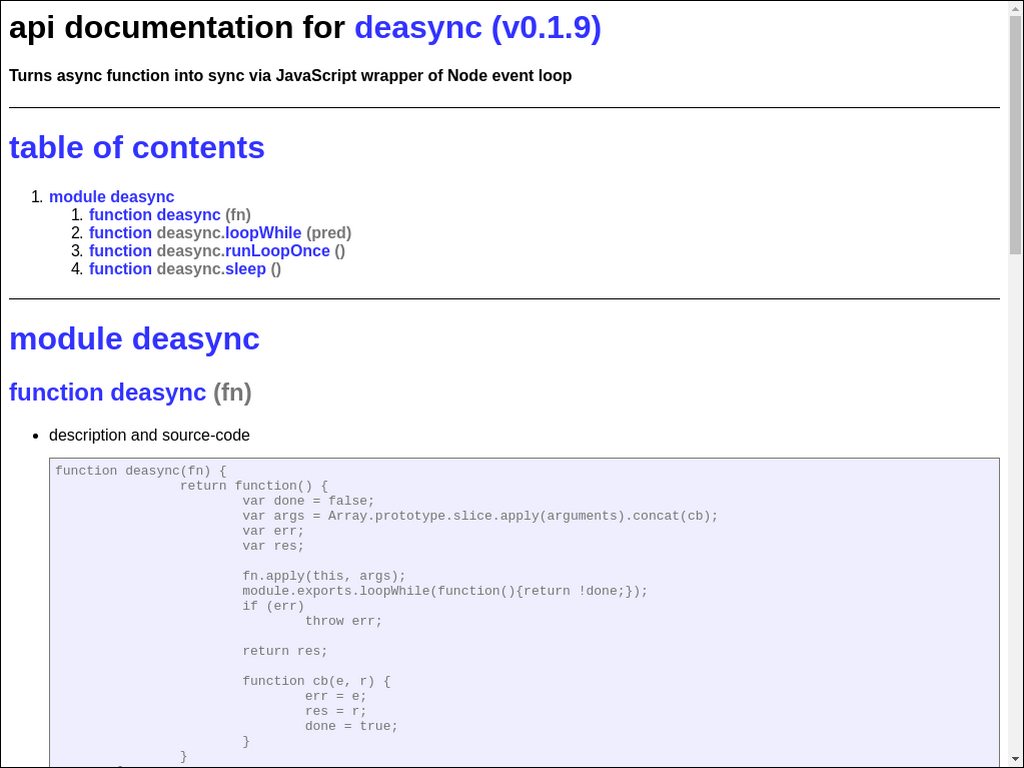 api documentation for deasync (v0.1.9)
Turns async function into sync via JavaScript wrapper of Node event loop
table of contents
1. module deasync
1. function deasync (fn)
2. function deasync.loopWhile (pred)
3. function deasync.runLoopOnce ()
4. function deasync.sleep ()
module deasync
function deasync (fn)
• description and source-code
function deasync(fn) {
return function() {
var done = false;
var args = Array.prototype.slice.apply(arguments).concat(cb);
var err;
var res;
fn.apply(this, args);
module.exports.loopWhile(function(){return !done;});
if (err)
throw err;
return res;
function cb(e, r) {
err = e;
res = r;
done = true;
}
}